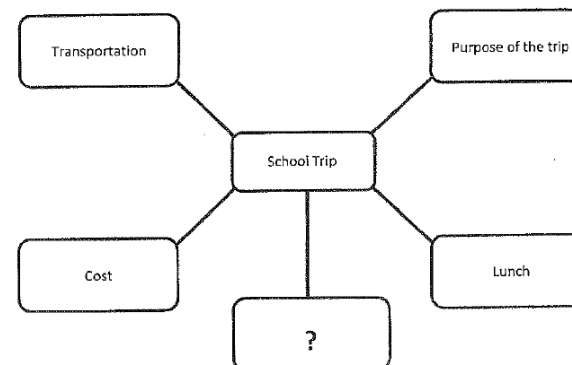 Transportation
Purpose of the trip
School Trip
Cost
Lunch
?